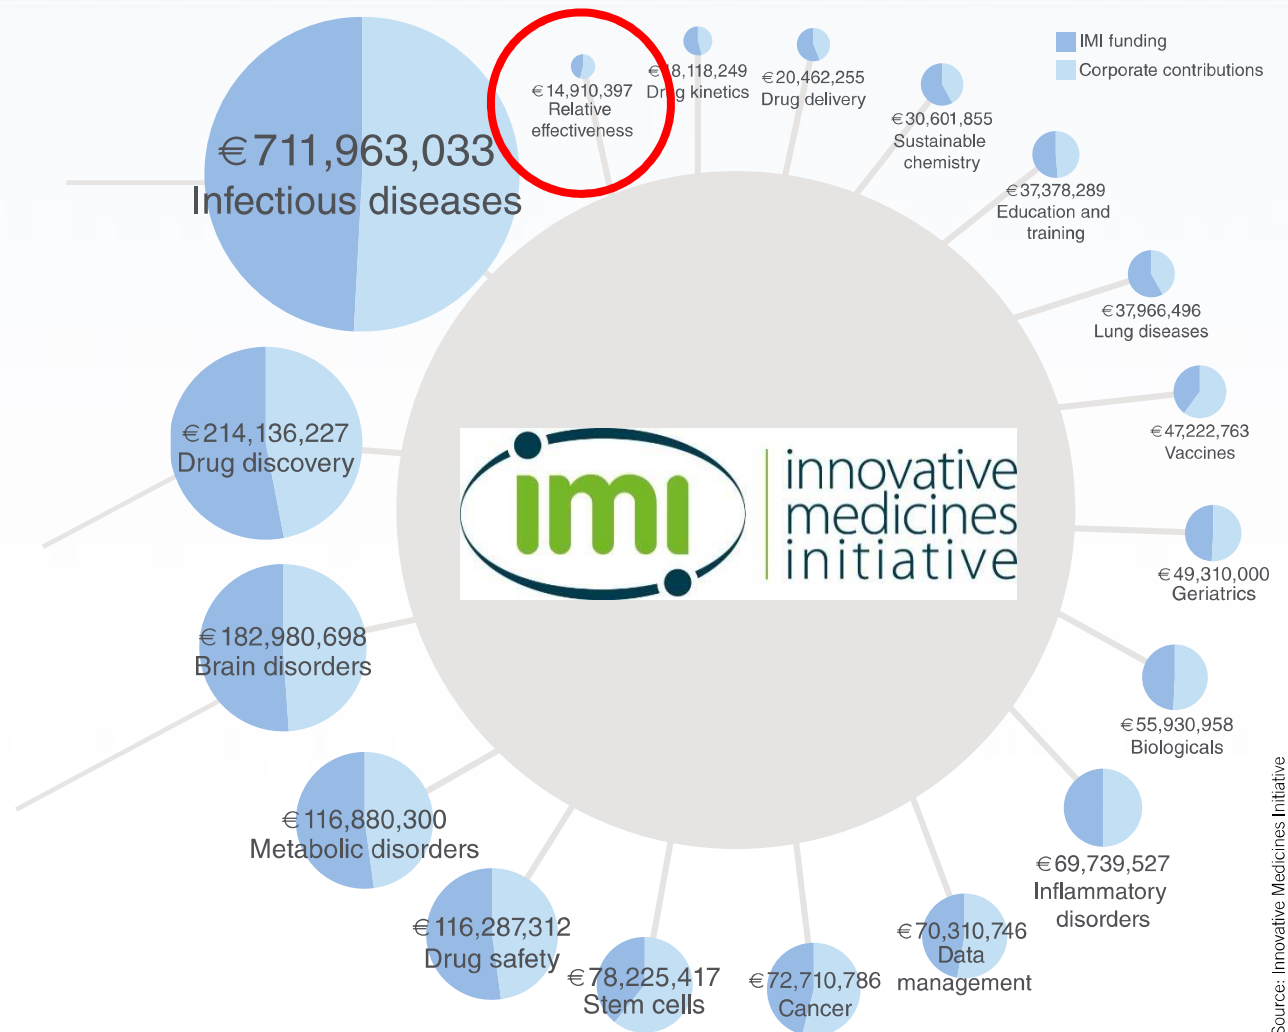 IMI funding
Corporate contributions
€14,910,397
Relative
effectiveness
€18,118,249
Drug kinetics
€20,462,255
Drug delivery
€30,601,855
Sustainable
chemistry
€37,378,289
Education and
training
€37,966,496
Lung diseases
€47,222,763
Vaccines
€49,310,000
Geriatrics
€55,930,958
Biologicals
€69,739,527
Inflammatory
disorders
€70,310,746
Data
management
€72,710,786
Cancer
€78,225,417
Stem cells
€116,287,312
Drug safety
€116,880,300
Metabolic disorders
€182,980,698
Brain disorders
€214,136,227
Drug discovery
€711,963,033
Infectious diseases
imi
innovative
medicines
initiative
Source: Innovative Medicines Initiative